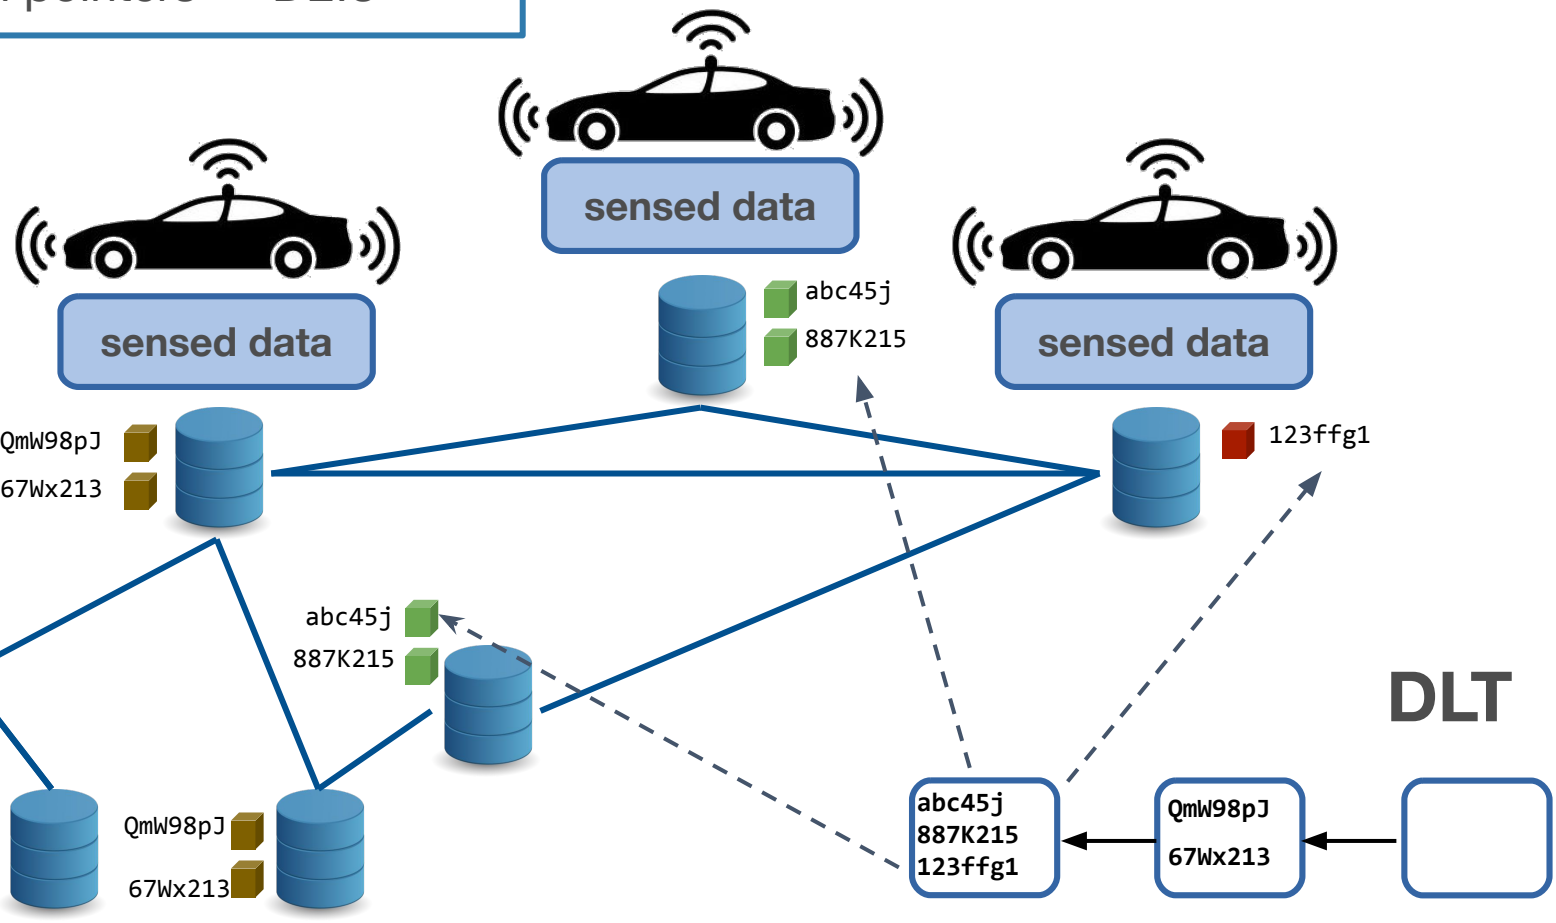 pointers
sensed data
abc45j
887K215
sensed data
sensed data
QmW98pJ
67Wx213
123ffg1
abc45j
887K215
DLT
QmW98pJ
67Wx213
abc45j
887K215
123ffg1
QmW98pJ
67Wx213